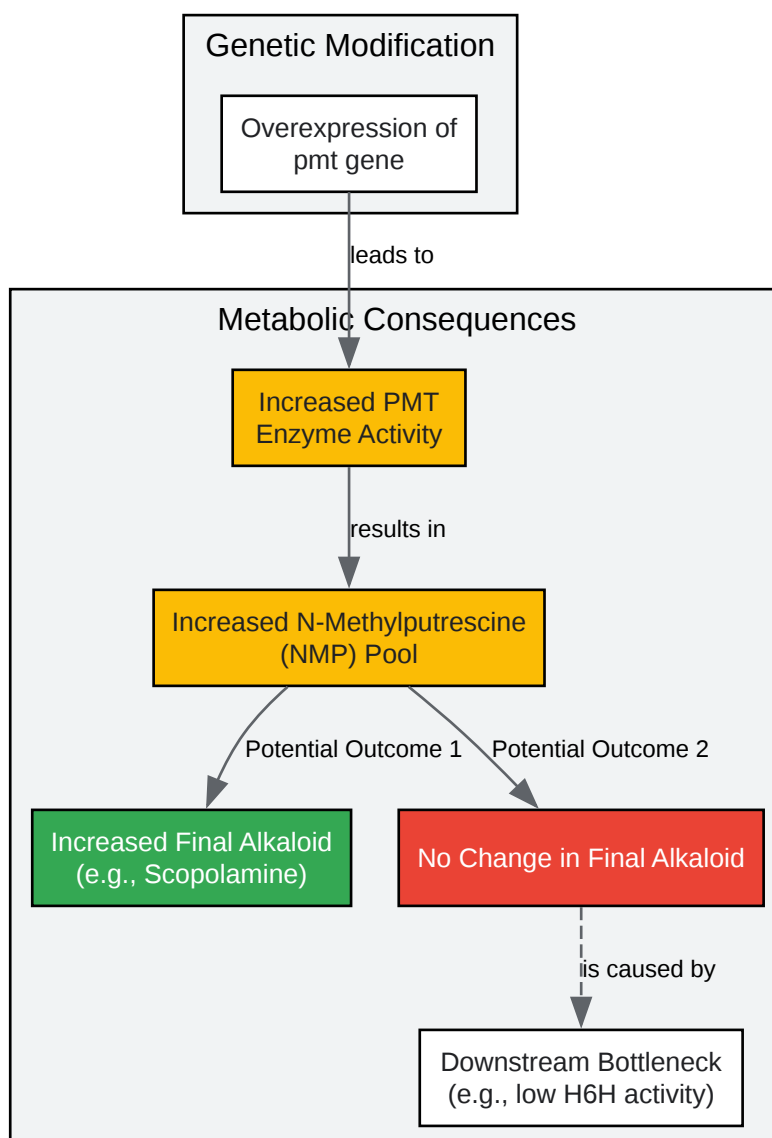 Genetic Modification
Overexpression of
pmt gene
leads to
Metabolic Consequences
Increased PMT
Enzyme Activity
results in
Increased N-Methylputrescine
(NMP) Pool
Potential Outcome 1
Potential Outcome 2
Increased Final Alkaloid
(e.g., Scopolamine)
No Change in Final Alkaloid
is caused by
Downstream Bottleneck
(e.g., low H6H activity)